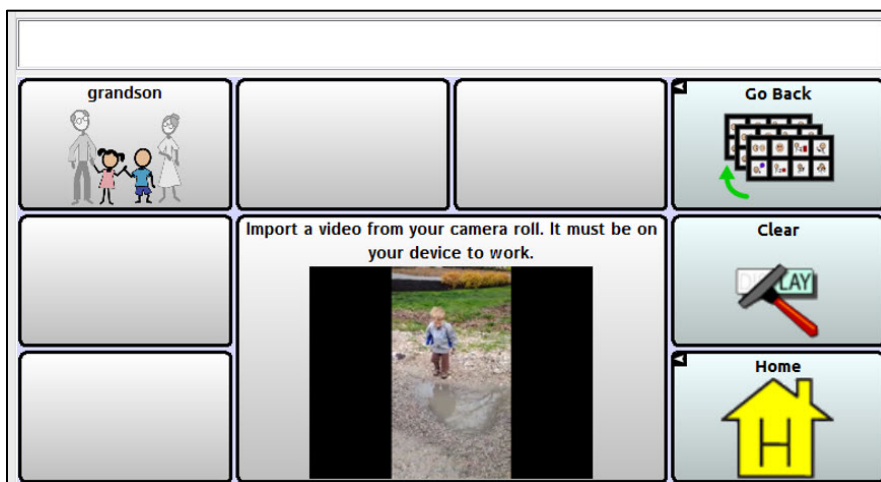 grandson
Go Back
Import a video from your camera roll. It must be on
your device to work.
Clear
DISPLAY
Home
H